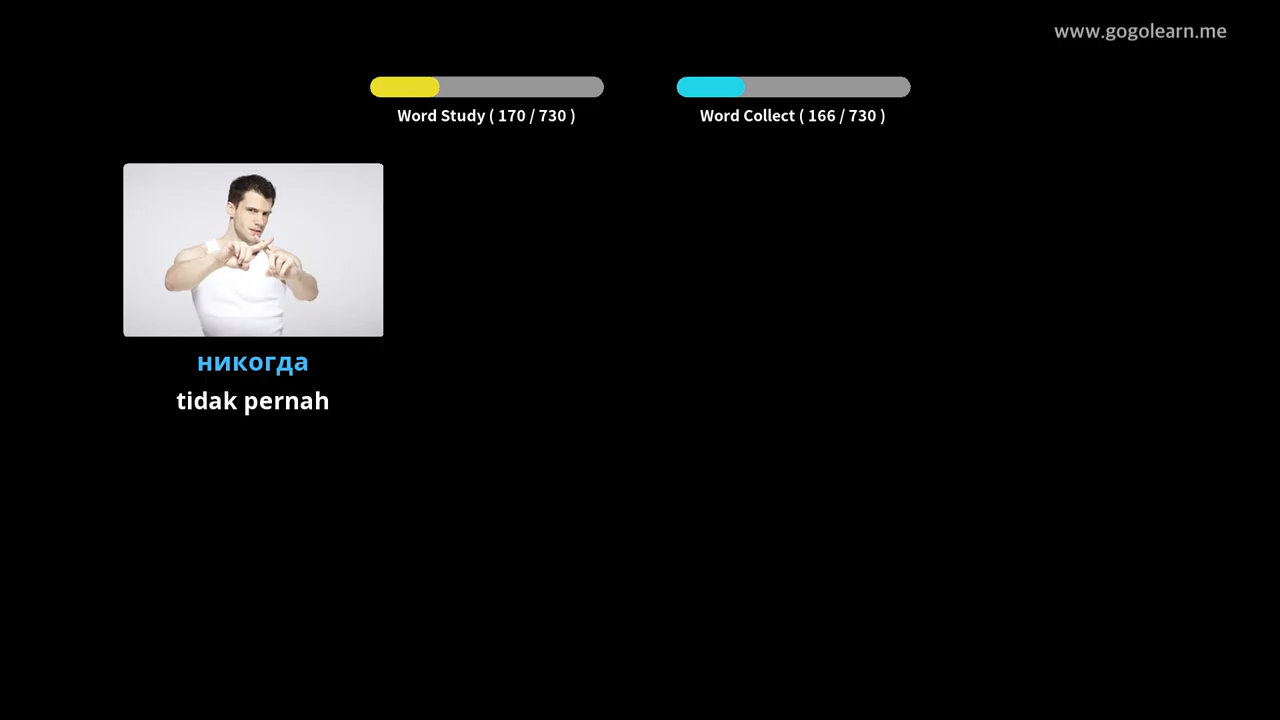 www.gogolearn.me
Word Study ( 170 / 730 )
Word Collect ( 166 / 730 )
никогда
tidak pernah